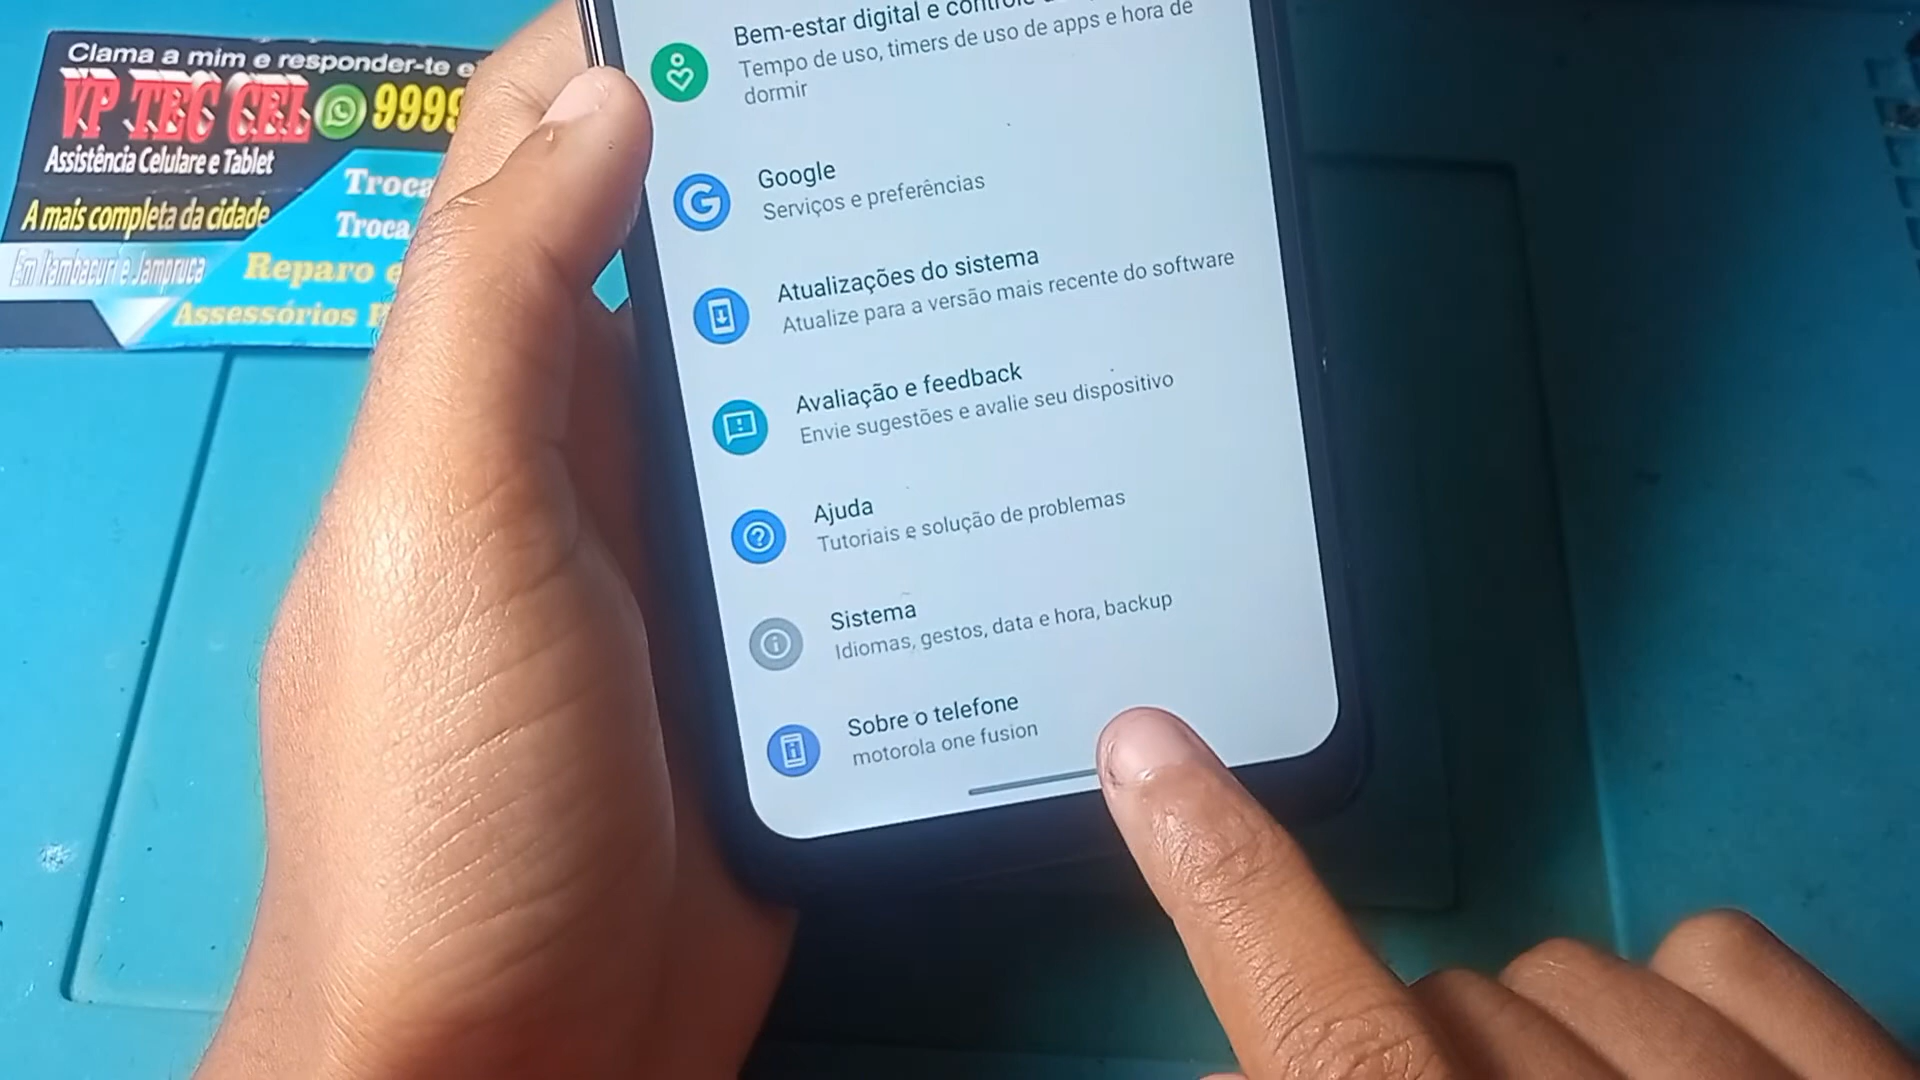 Clama a mim e responder-te e
VP TEC CEL 9999
Assistência Celulare e Tablet
A mais completa da cidade
Em Itambacuri e Jampruca
Troca
Troca
Reparo e
Assessórios
Bem-estar digital e controle
Tempo de uso, timers de uso de apps e hora de
dormir
Google
Serviços e preferências
Atualizações do sistema
Atualize para a versão mais recente do software
Avaliação e feedback
Envie sugestões e avalie seu dispositivo
Ajuda
Tutoriais e solução de problemas
Sistema
Idiomas, gestos, data e hora, backup
Sobre o telefone
motorola one fusion